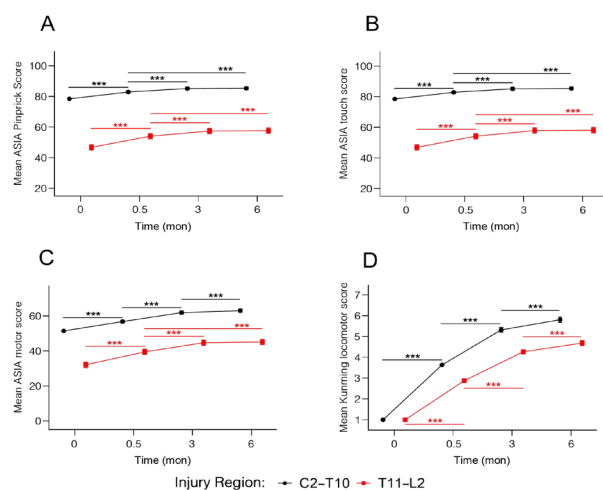 A
Mean ASIA Pinprick Score
100
80
60
40
20
***
***
***
***
***
***
0 0.5 3 6
Time (mon)
B
Mean ASIA touch score
100
80
60
40
20
***
***
***
***
***
***
0 0.5 3 6
Time (mon)
C
Mean ASIA motor score
60
40
20
0
***
***
***
***
***
***
0 0.5 3 6
Time (mon)
D
Mean Kunming locomotor score
7
6
5
4
3
2
1
***
***
***
***
***
***
0 0.5 3 6
Time (mon)
Injury Region: C2–T10 T11–L2